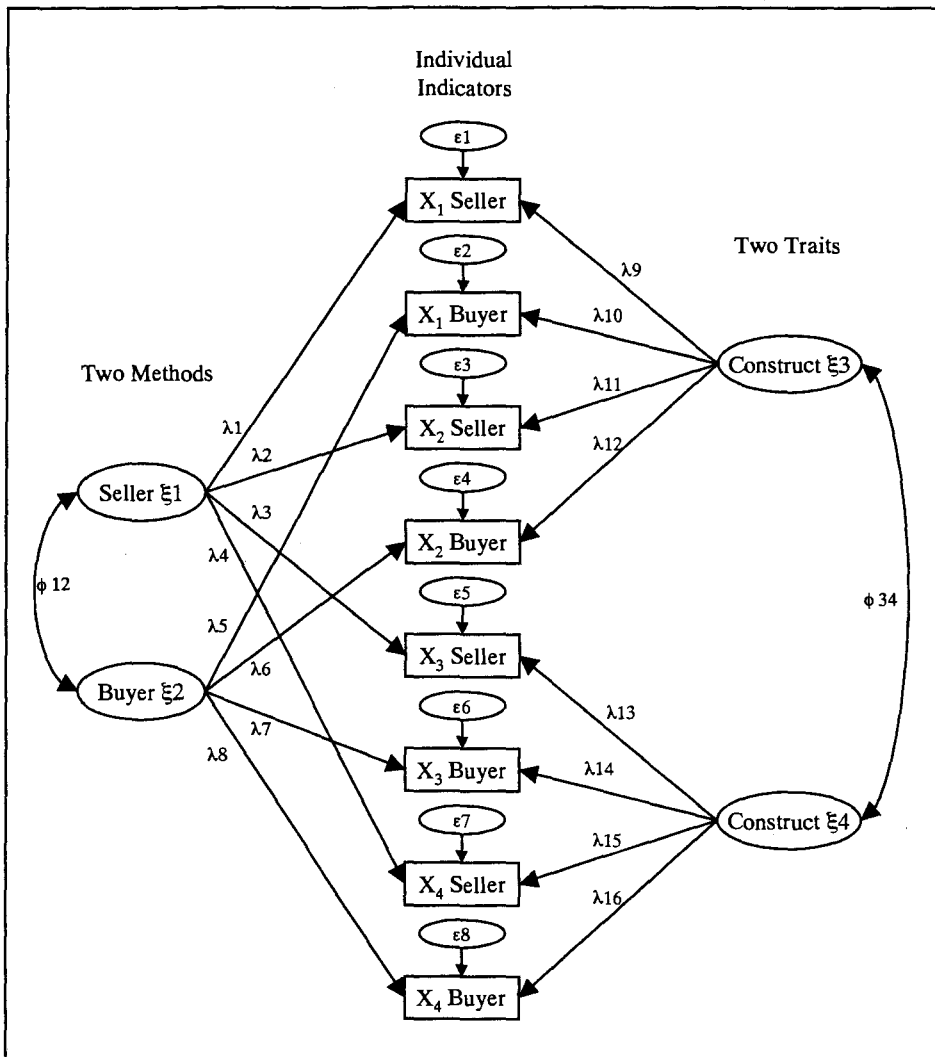 Individual
Indicators
ε1
X₁ Seller
Two Traits
ε2
λ9
X₁ Buyer
λ10
Two Methods
ε3
Construct ξ3
λ1
λ11
X₂ Seller
λ2
λ12
Seller ξ1
ε4
λ3
X₂ Buyer
λ4
ϕ 12
ε5
ϕ 34
λ5
X₃ Seller
λ6
Buyer ξ2
ε6
λ13
λ7
λ8
X₃ Buyer
λ14
ε7
Construct ξ4
λ15
X₄ Seller
λ16
ε8
X₄ Buyer